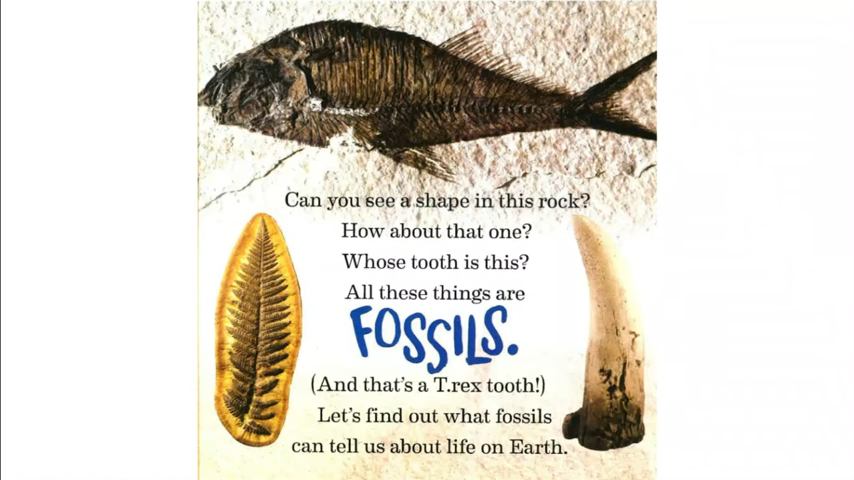 Can you see a shape in this rock?
How about that one?
Whose tooth is this?
All these things are
FOSSILS.
(And that's a T.rex tooth!)
Let's find out what fossils
can tell us about life on Earth.